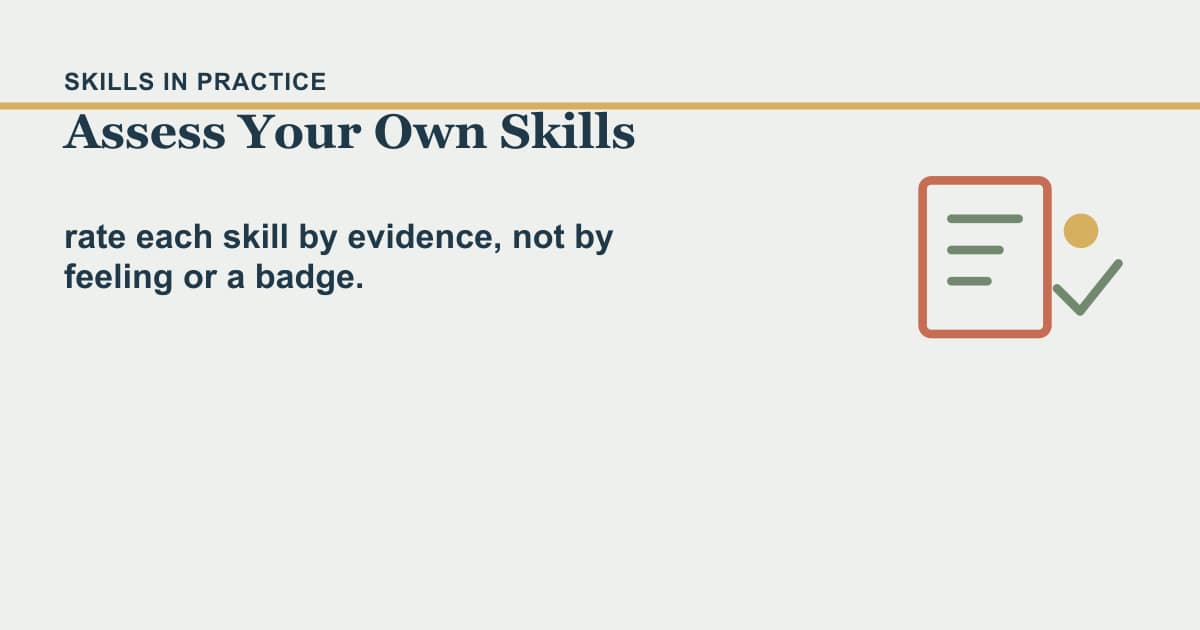 SKILLS IN PRACTICE
Assess Your Own Skills
rate each skill by evidence, not by
feeling or a badge.